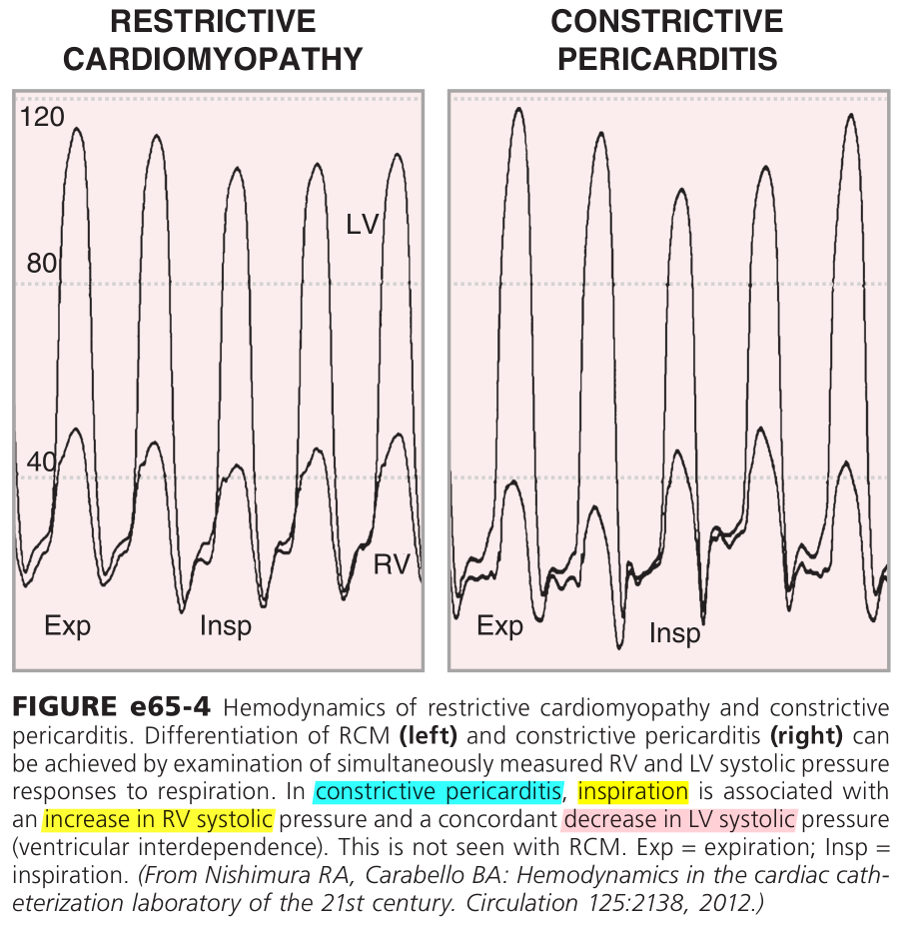 RESTRICTIVE
CARDIOMYOPATHY
CONSTRICTIVE
PERICARDITIS
120
80
40
LV
RV
Exp
Insp
Exp
Insp
FIGURE e65-4 Hemodynamics of restrictive cardiomyopathy and constrictive
pericarditis. Differentiation of RCM (left) and constrictive pericarditis (right) can
be achieved by examination of simultaneously measured RV and LV systolic pressure
responses to respiration. In constrictive pericarditis, inspiration is associated with
an increase in RV systolic pressure and a concordant decrease in LV systolic pressure
(ventricular interdependence). This is not seen with RCM. Exp = expiration; Insp =
inspiration. (From Nishimura RA, Carabello BA: Hemodynamics in the cardiac cath-
eterization laboratory of the 21st century. Circulation 125:2138, 2012.)